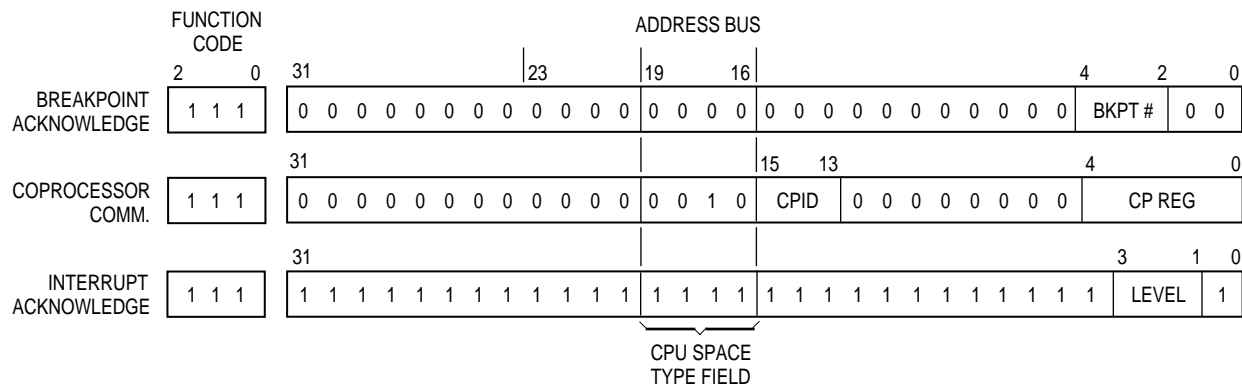 FUNCTION
CODE
ADDRESS BUS
2 0 31 23 19 16 4 2 0
BREAKPOINT
ACKNOWLEDGE
1 1 1 0 0 0 0 0 0 0 0 0 0 0 0 0 0 0 0 0 0 0 0 0 0 0 0 0 0 0 BKPT # 0 0
31 15 13 4 0
COPROCESSOR
COMM.
1 1 1 0 0 0 0 0 0 0 0 0 0 0 0 0 0 1 0 CPID 0 0 0 0 0 0 0 0 CP REG
31 3 1 0
INTERRUPT
ACKNOWLEDGE
1 1 1 1 1 1 1 1 1 1 1 1 1 1 1 1 1 1 1 1 1 1 1 1 1 1 1 1 1 1 1 LEVEL 1
CPU SPACE
TYPE FIELD